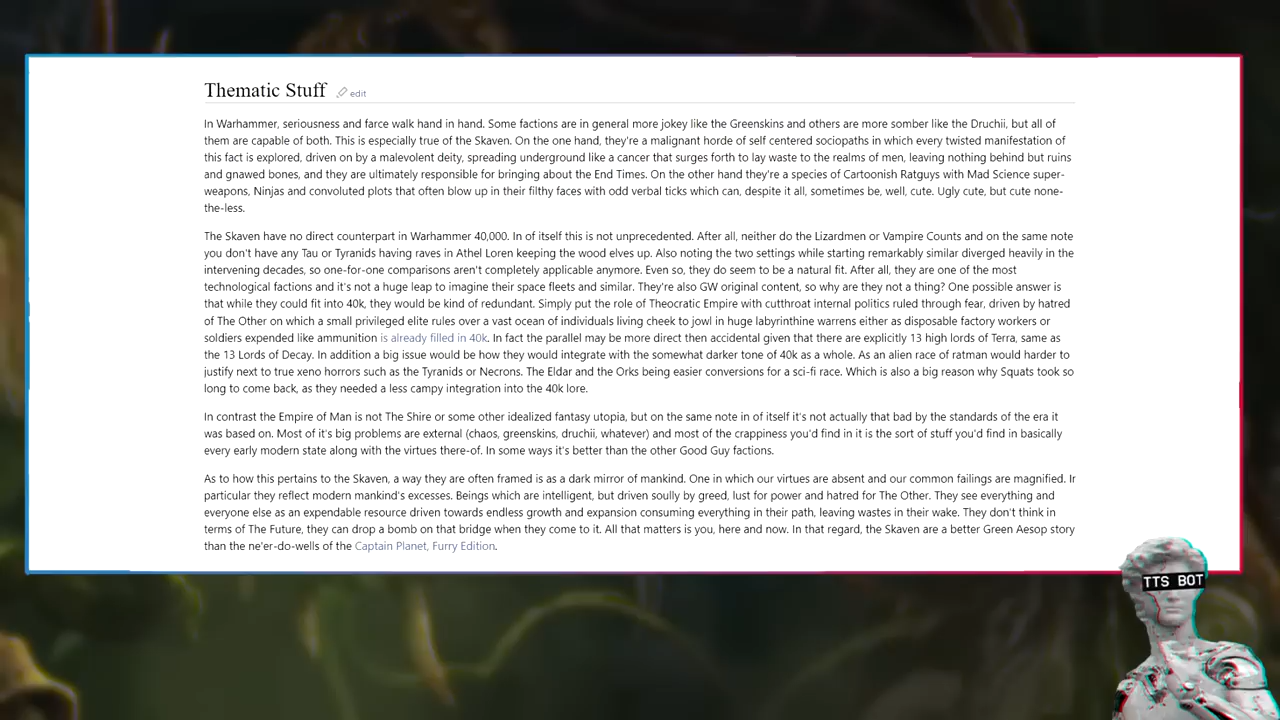 Thematic Stuff edit
In Warhammer, seriousness and farce walk hand in hand. Some factions are in general more jokey like the Greenskins and others are more somber like the Druchii, but all of
them are capable of both. This is especially true of the Skaven. On the one hand, they're a malignant horde of self centered sociopaths in which every twisted manifestation of
this fact is explored, driven on by a malevolent deity, spreading underground like a cancer that surges forth to lay waste to the realms of men, leaving nothing behind but ruins
and gnawed bones, and they are ultimately responsible for bringing about the End Times. On the other hand they're a species of Cartoonish Ratguys with Mad Science super-
weapons, Ninjas and convoluted plots that often blow up in their filthy faces with odd verbal ticks which can, despite it all, sometimes be, well, cute. Ugly cute, but cute none-
the-less.
The Skaven have no direct counterpart in Warhammer 40,000. In of itself this is not unprecedented. After all, neither do the Lizardmen or Vampire Counts and on the same note
you don't have any Tau or Tyranids having raves in Athel Loren keeping the wood elves up. Also noting the two settings while starting remarkably similar diverged heavily in the
intervening decades, so one-for-one comparisons aren't completely applicable anymore. Even so, they do seem to be a natural fit. After all, they are one of the most
technological factions and it's not a huge leap to imagine their space fleets and similar. They're also GW original content, so why are they not a thing? One possible answer is
that while they could fit into 40k, they would be kind of redundant. Simply put the role of Theocratic Empire with cutthroat internal politics ruled through fear, driven by hatred
of The Other on which a small privileged elite rules over a vast ocean of individuals living cheek to jowl in huge labyrinthine warrens either as disposable factory workers or
soldiers expended like ammunition is already filled in 40k. In fact the parallel may be more direct then accidental given that there are explicitly 13 high lords of Terra, same as
the 13 Lords of Decay. In addition a big issue would be how they would integrate with the somewhat darker tone of 40k as a whole. As an alien race of ratman would harder to
justify next to true xeno horrors such as the Tyranids or Necrons. The Eldar and the Orks being easier conversions for a sci-fi race. Which is also a big reason why Squats took so
long to come back, as they needed a less campy integration into the 40k lore.
In contrast the Empire of Man is not The Shire or some other idealized fantasy utopia, but on the same note in of itself it's not actually that bad by the standards of the era it
was based on. Most of it's big problems are external (chaos, greenskins, druchii, whatever) and most of the crappiness you'd find in it is the sort of stuff you'd find in basically
every early modern state along with the virtues there-of. In some ways it's better than the other Good Guy factions.
As to how this pertains to the Skaven, a way they are often framed is as a dark mirror of mankind. One in which our virtues are absent and our common failings are magnified. Ir
particular they reflect modern mankind's excesses. Beings which are intelligent, but driven soully by greed, lust for power and hatred for The Other. They see everything and
everyone else as an expendable resource driven towards endless growth and expansion consuming everything in their path, leaving wastes in their wake. They don't think in
terms of The Future, they can drop a bomb on that bridge when they come to it. All that matters is you, here and now. In that regard, the Skaven are a better Green Aesop story
than the ne'er-do-wells of the Captain Planet, Furry Edition.
TTS BOT